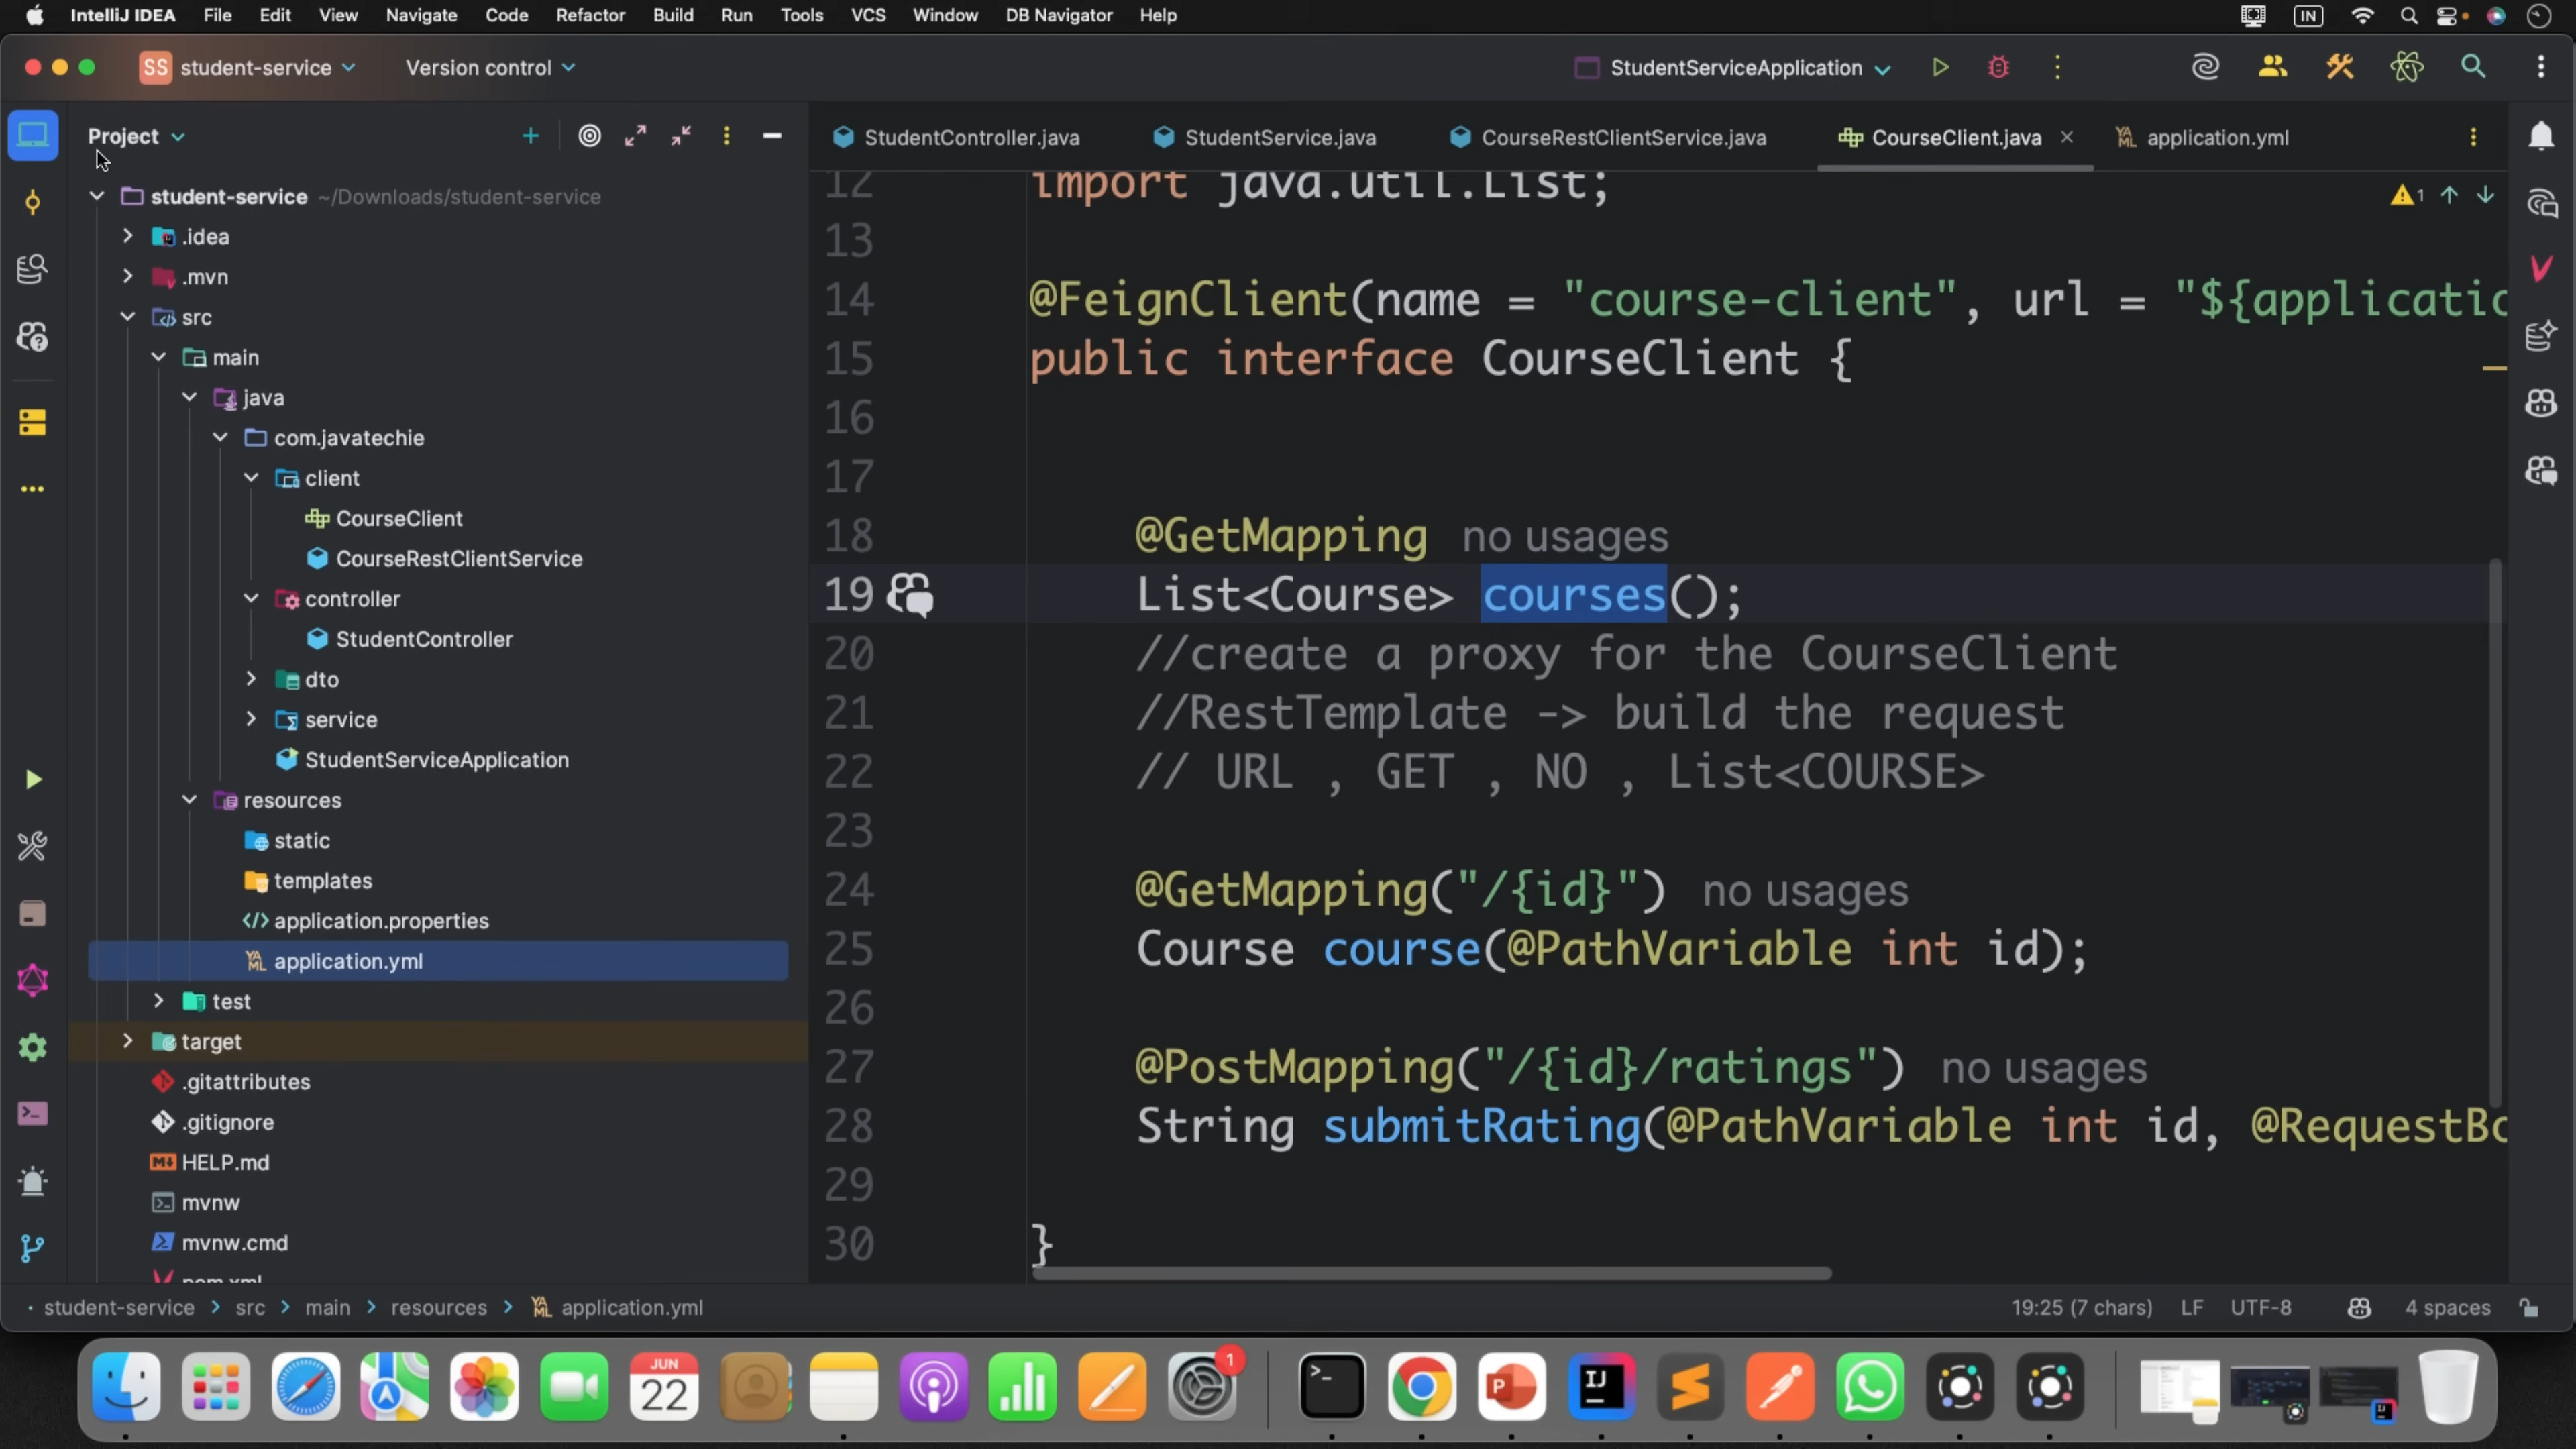 IntelliJ IDEA File Edit View Navigate Code Refactor Build Run Tools VCS Window DB Navigator Help IN
SS student-service Version control StudentServiceApplication
Project
StudentController.java StudentService.java CourseRestClientService.java CourseClient.java application.yml
student-service ~/Downloads/student-service
.idea
.mvn
src
main
java
com.javatechie
client
CourseClient
CourseRestClientService
controller
StudentController
dto
service
StudentServiceApplication
resources
static
templates
application.properties
application.yml
test
target
.gitattributes
.gitignore
HELP.md
mvnw
mvnw.cmd
pom.xml
1
12 import java.util.List;
13
14 @FeignClient(name = "course-client", url = "${applicatio
15 public interface CourseClient {
16
17
18 @GetMapping no usages
19 List<Course> courses();
20 //create a proxy for the CourseClient
21 //RestTemplate -> build the request
22 // URL , GET , NO , List<COURSE>
23
24 @GetMapping("/{id}") no usages
25 Course course(@PathVariable int id);
26
27 @PostMapping("/{id}/ratings") no usages
28 String submitRating(@PathVariable int id, @RequestBo
29
30 }
student-service > src > main > resources > application.yml 19:25 (7 chars) LF UTF-8 4 spaces
JUN
22
1